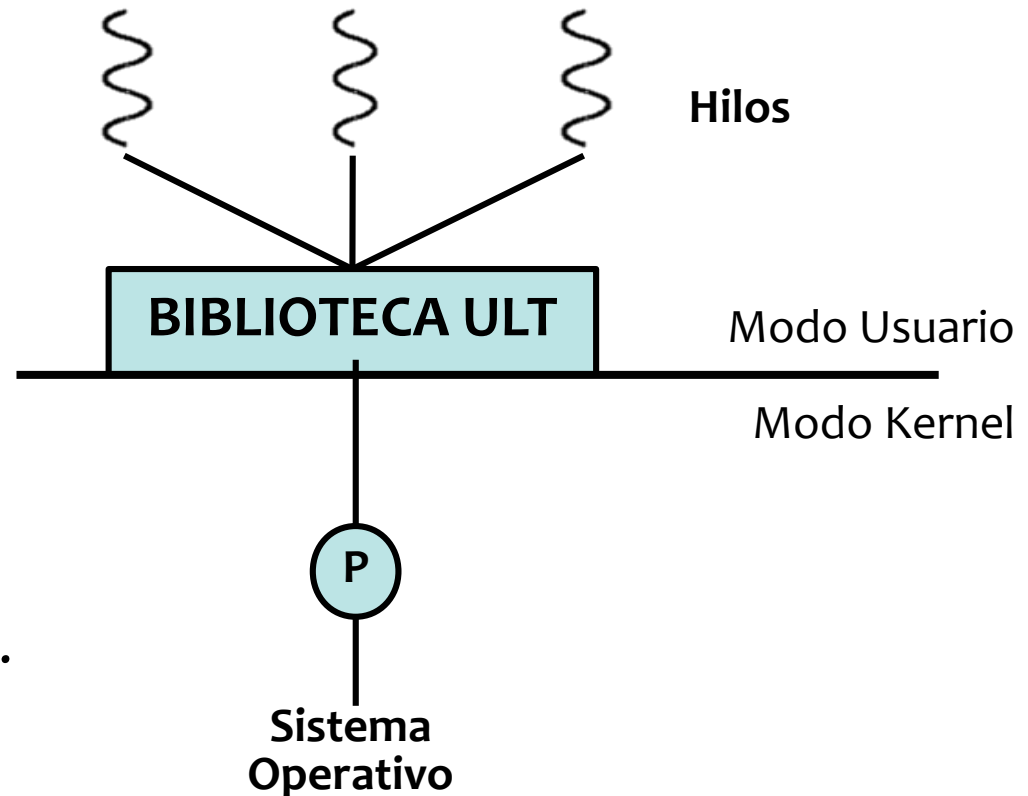 Hilos
BIBLIOTECA ULT
Modo Usuario
Modo Kernel
P
.
Sistema
Operativo